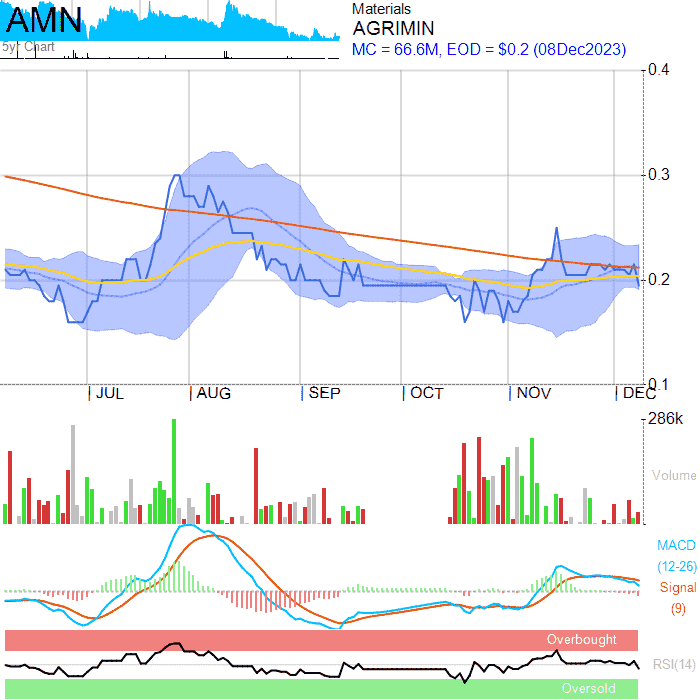 AMN
5yr Chart
Materials
AGRIMIN
MC = 66.6M, EOD = $0.2 (08Dec2023)
0.4
0.3
0.2
0.1
JUL AUG SEP OCT NOV DEC
286k
Volume
MACD
(12-26)
Signal
(9)
Overbought
RSI(14)
Oversold